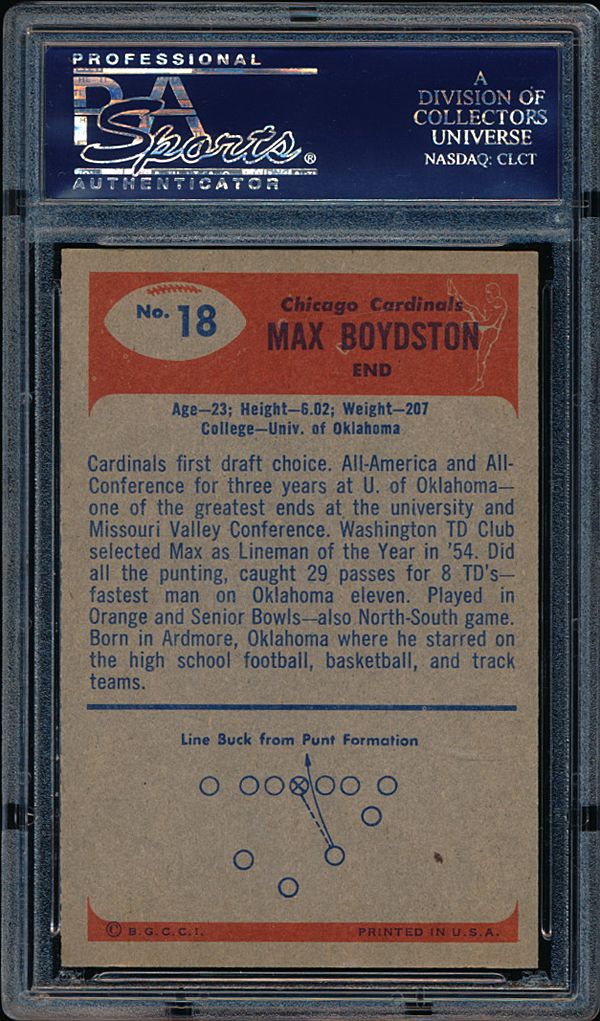 PROFESSIONAL
PSA
Sports®
AUTHENTICATOR
A
DIVISION OF
COLLECTORS
UNIVERSE
NASDAQ: CLCT
No. 18
Chicago Cardinals
MAX BOYDSTON
END
Age—23; Height—6.02; Weight—207
College—Univ. of Oklahoma
Cardinals first draft choice. All-America and All-
Conference for three years at U. of Oklahoma—
one of the greatest ends at the university and
Missouri Valley Conference. Washington TD Club
selected Max as Lineman of the Year in '54. Did
all the punting, caught 29 passes for 8 TD's—
fastest man on Oklahoma eleven. Played in
Orange and Senior Bowls—also North-South game.
Born in Ardmore, Oklahoma where he starred on
the high school football, basketball, and track
teams.
Line Buck from Punt Formation
© B.G.C.C.I.
PRINTED IN U.S.A.